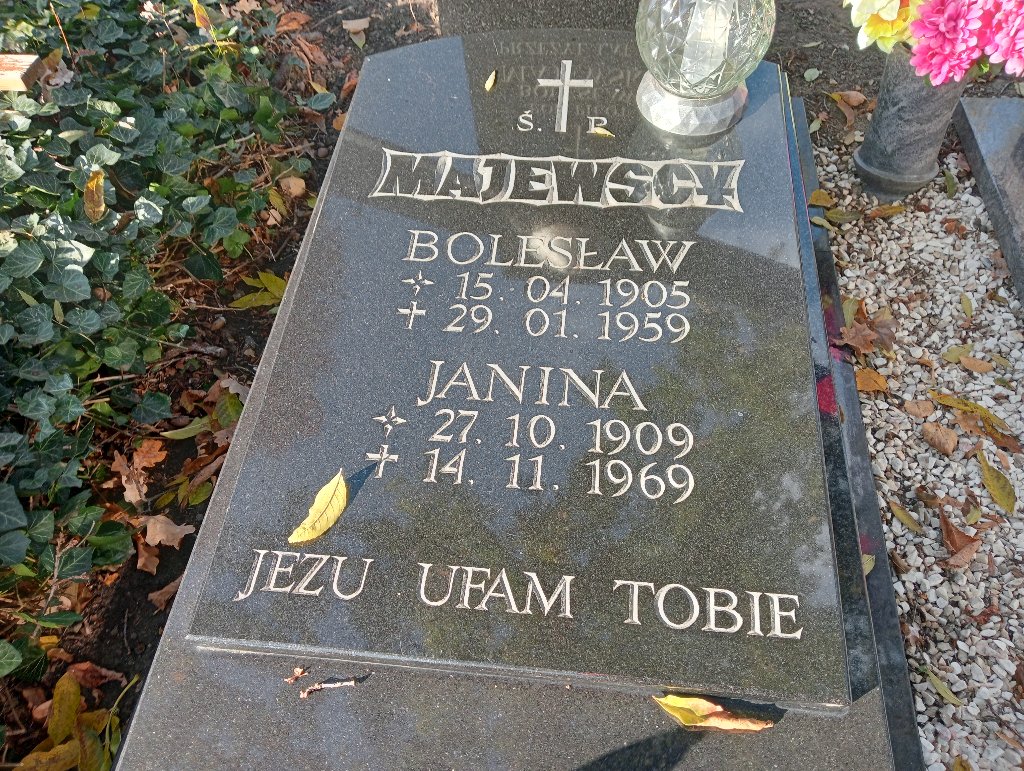 Ś. P.
MAJEWSCY
BOLESŁAW
15. 04. 1905
29. 01. 1959
JANINA
27. 10. 1909
14. 11. 1969
JEZU UFAM TOBIE